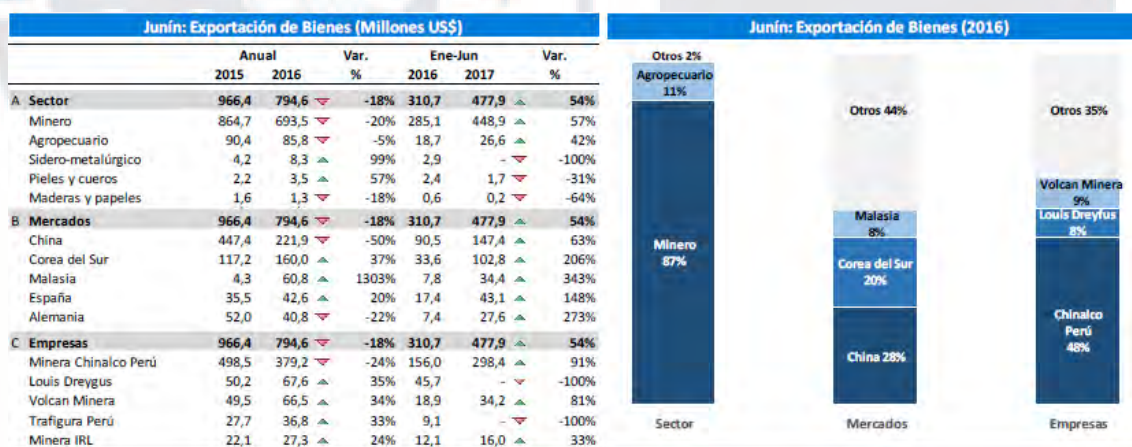 Junín: Exportación de Bienes (Millones US$)
Anual Var. Ene-Jun Var.
2015 2016 % 2016 2017 %
A Sector 966,4 794,6 -18% 310,7 477,9 54%
Minero 864,7 693,5 -20% 285,1 448,9 57%
Agropecuario 90,4 85,8 -5% 18,7 26,6 42%
Sidero-metalúrgico 4,2 8,3 99% 2,9 - -100%
Pieles y cueros 2,2 3,5 57% 2,4 1,7 -31%
Maderas y papeles 1,6 1,3 -18% 0,6 0,2 -64%
B Mercados 966,4 794,6 -18% 310,7 477,9 54%
China 447,4 221,9 -50% 90,5 147,4 63%
Corea del Sur 117,2 160,0 37% 33,6 102,8 206%
Malasia 4,3 60,8 1303% 7,8 34,4 343%
España 35,5 42,6 20% 17,4 43,1 148%
Alemania 52,0 40,8 -22% 7,4 27,6 273%
C Empresas 966,4 794,6 -18% 310,7 477,9 54%
Minera Chinalco Perú 498,5 379,2 -24% 156,0 298,4 91%
Louis Dreygus 50,2 67,6 35% 45,7 - -100%
Volcan Minera 49,5 66,5 34% 18,9 34,2 81%
Trafigura Perú 27,7 36,8 33% 9,1 - -100%
Minera IRL 22,1 27,3 24% 12,1 16,0 33%
Junín: Exportación de Bienes (2016)
Otros 2%
Agropecuario
11%
Minero
87%
Sector
Otros 44%
Malasia
8%
Corea del Sur
20%
China 28%
Mercados
Otros 35%
Volcan Minera
9%
Louis Dreyfus
8%
Chinalco
Perú
48%
Empresas